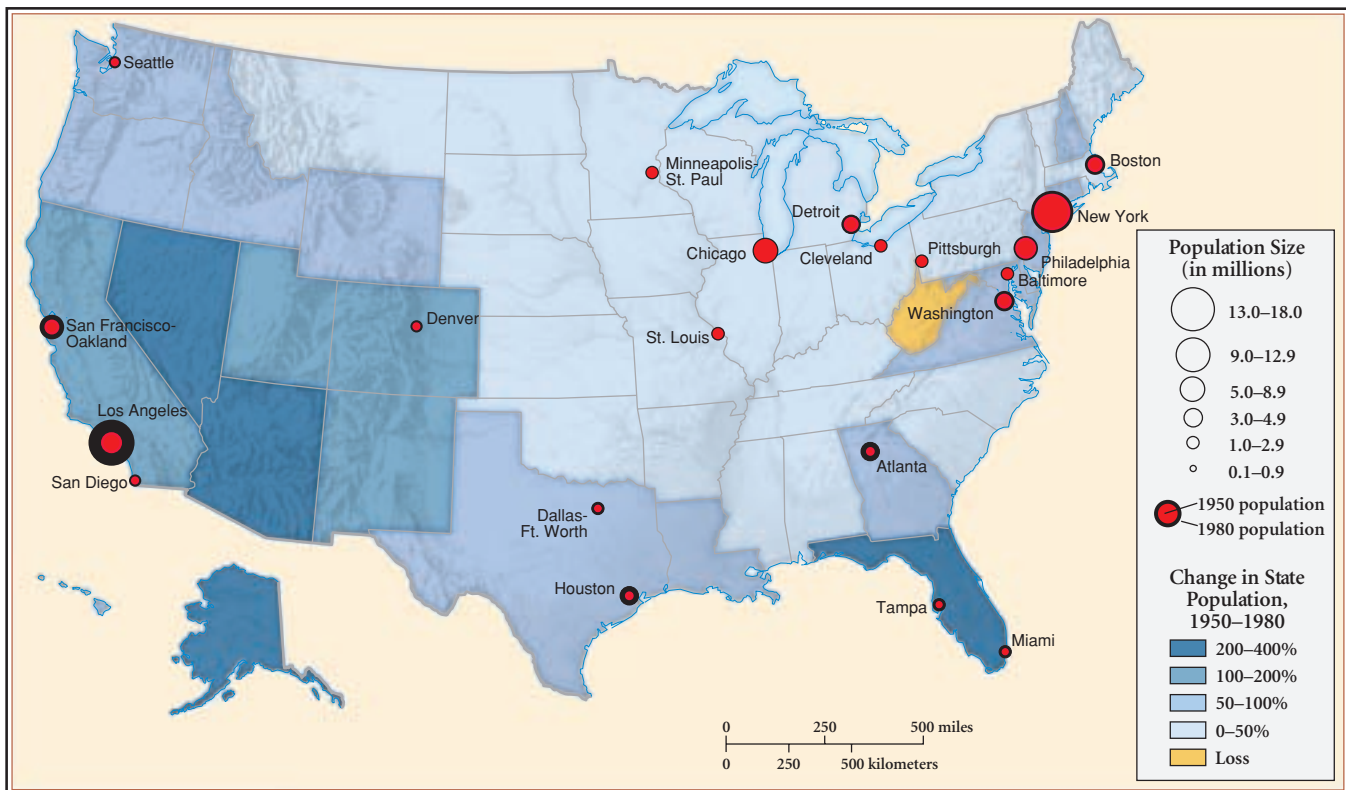 Seattle
Minneapolis-
St. Paul
Boston
Detroit
New York
Chicago
Cleveland
Pittsburgh
Philadelphia
Baltimore
Washington
San Francisco-
Oakland
Denver
St. Louis
Los Angeles
San Diego
Atlanta
Dallas-
Ft. Worth
Houston
Tampa
Miami
0 250 500 miles
0 250 500 kilometers
Population Size
(in millions)
13.0–18.0
9.0–12.9
5.0–8.9
3.0–4.9
1.0–2.9
0.1–0.9
1950 population
1980 population
Change in State
Population,
1950–1980
200–400%
100–200%
50–100%
0–50%
Loss